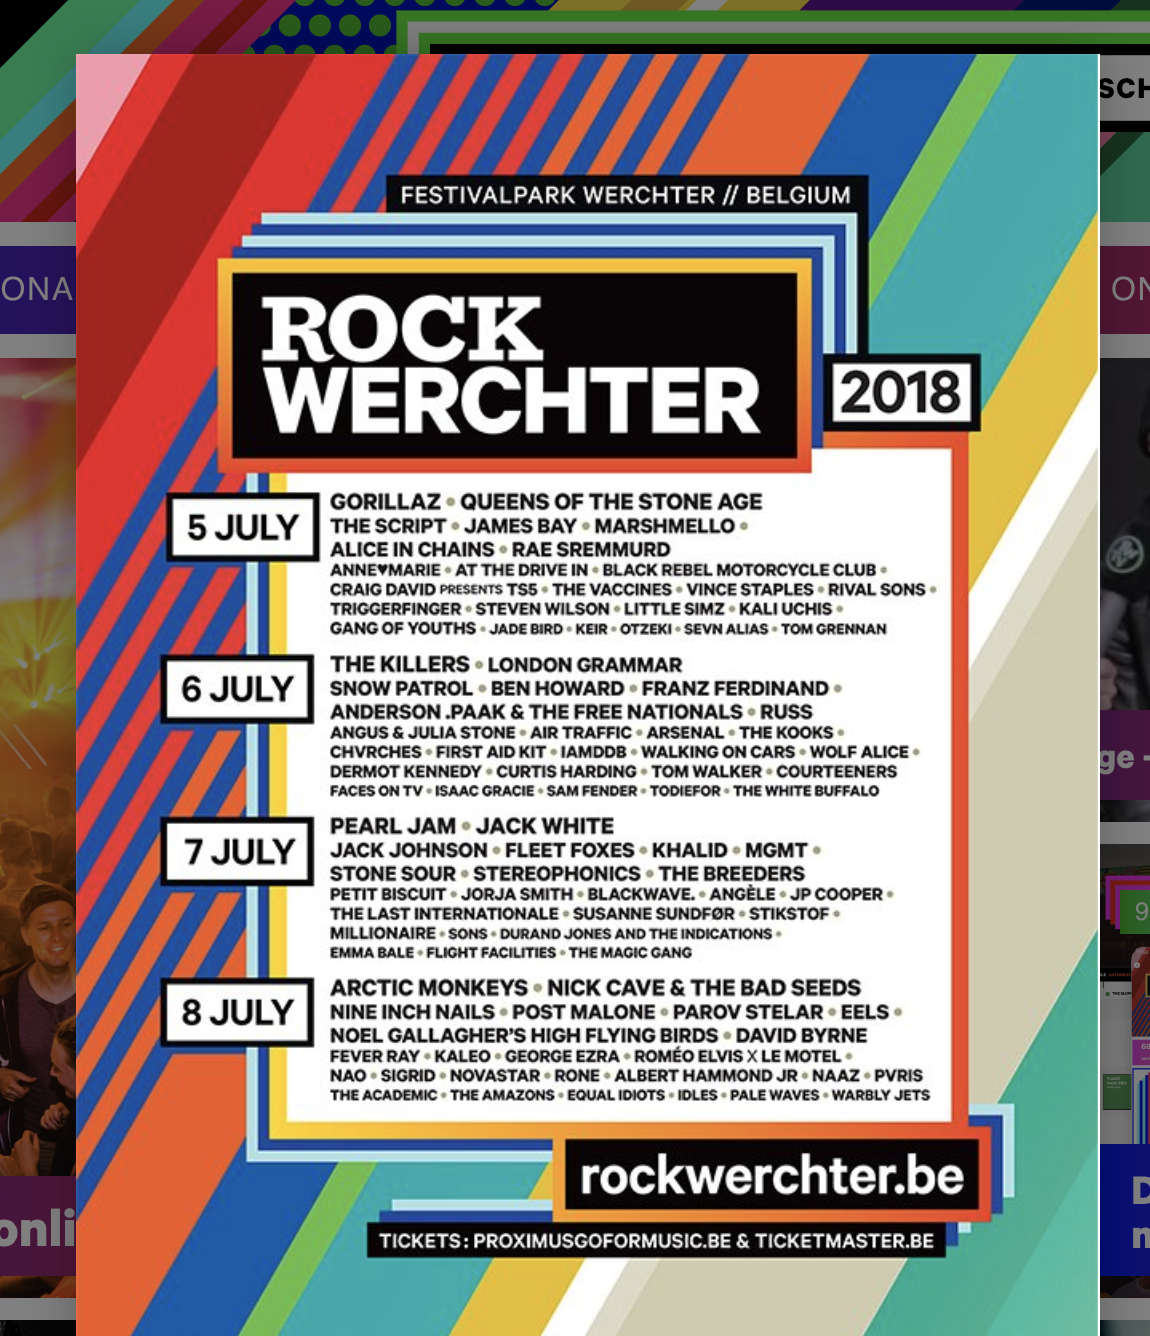 SCH
ONA
ON
FESTIVALPARK WERCHTER // BELGIUM
ROCK
WERCHTER
2018
5 JULY
GORILLAZ • QUEENS OF THE STONE AGE
THE SCRIPT • JAMES BAY • MARSHMELLO •
ALICE IN CHAINS • RAE SREMMURD
ANNE♥MARIE • AT THE DRIVE IN • BLACK REBEL MOTORCYCLE CLUB •
CRAIG DAVID PRESENTS TS5 • THE VACCINES • VINCE STAPLES • RIVAL SONS •
TRIGGERFINGER • STEVEN WILSON • LITTLE SIMZ • KALI UCHIS •
GANG OF YOUTHS • JADE BIRD • KEIR • OTZEKI • SEVN ALIAS • TOM GRENNAN
6 JULY
THE KILLERS • LONDON GRAMMAR
SNOW PATROL • BEN HOWARD • FRANZ FERDINAND •
ANDERSON .PAAK & THE FREE NATIONALS • RUSS
ANGUS & JULIA STONE • AIR TRAFFIC • ARSENAL • THE KOOKS •
CHVRCHES • FIRST AID KIT • IAMDDB • WALKING ON CARS • WOLF ALICE •
DERMOT KENNEDY • CURTIS HARDING • TOM WALKER • COURTEENERS
FACES ON TV • ISAAC GRACIE • SAM FENDER • TODIEFOR • THE WHITE BUFFALO
7 JULY
PEARL JAM • JACK WHITE
JACK JOHNSON • FLEET FOXES • KHALID • MGMT •
STONE SOUR • STEREOPHONICS • THE BREEDERS
PETIT BISCUIT • JORJA SMITH • BLACKWAVE. • ANGÈLE • JP COOPER •
THE LAST INTERNATIONALE • SUSANNE SUNDFØR • STIKSTOF •
MILLIONAIRE • SONS • DURAND JONES AND THE INDICATIONS •
EMMA BALE • FLIGHT FACILITIES • THE MAGIC GANG
8 JULY
ARCTIC MONKEYS • NICK CAVE & THE BAD SEEDS
NINE INCH NAILS • POST MALONE • PAROV STELAR • EELS •
NOEL GALLAGHER'S HIGH FLYING BIRDS • DAVID BYRNE
FEVER RAY • KALEO • GEORGE EZRA • ROMÉO ELVIS X LE MOTEL •
NAO • SIGRID • NOVASTAR • RONE • ALBERT HAMMOND JR • NAAZ • PVRIS
THE ACADEMIC • THE AMAZONS • EQUAL IDIOTS • IDLES • PALE WAVES • WARBLY JETS
rockwerchter.be
TICKETS: PROXIMUSGOFORMUSIC.BE & TICKETMASTER.BE
ge -
9
onli
D